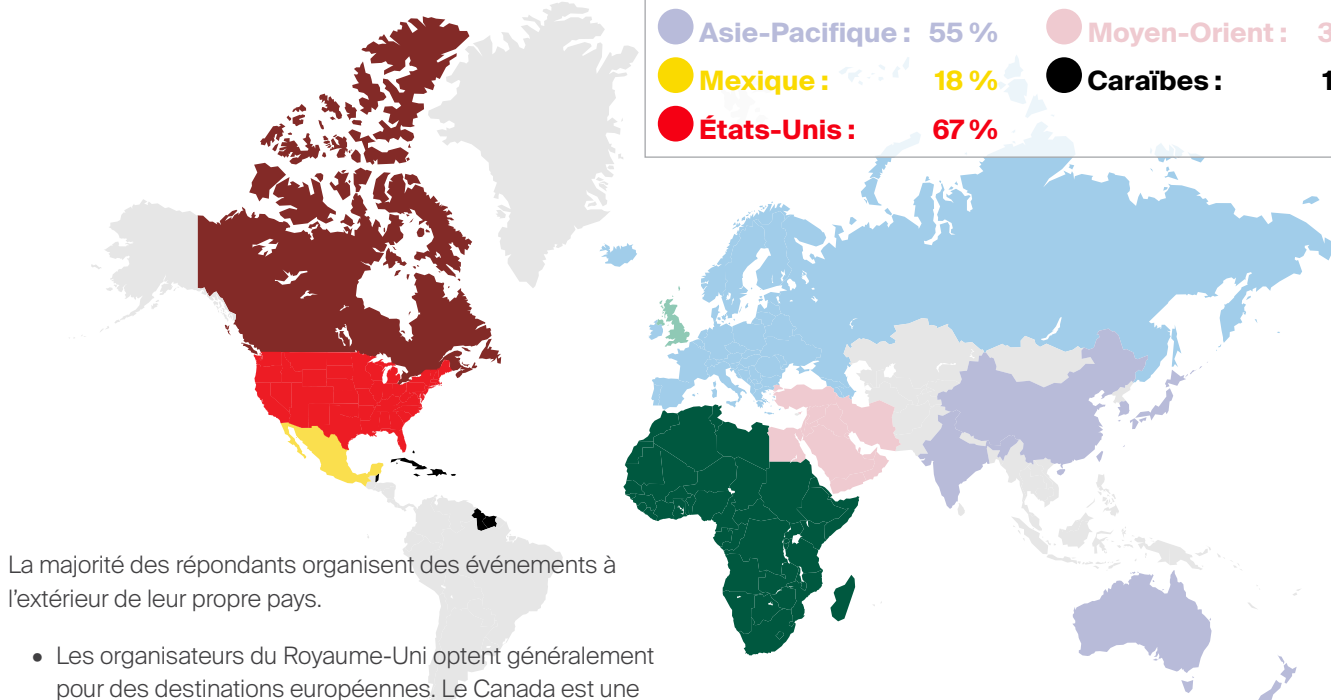 Asie-Pacifique : 55 % Moyen-Orient : 3
Mexique : 18 % Caraïbes : 1
États-Unis : 67 %
La majorité des répondants organisent des événements à
l'extérieur de leur propre pays.
• Les organisateurs du Royaume-Uni optent généralement
pour des destinations européennes. Le Canada est une